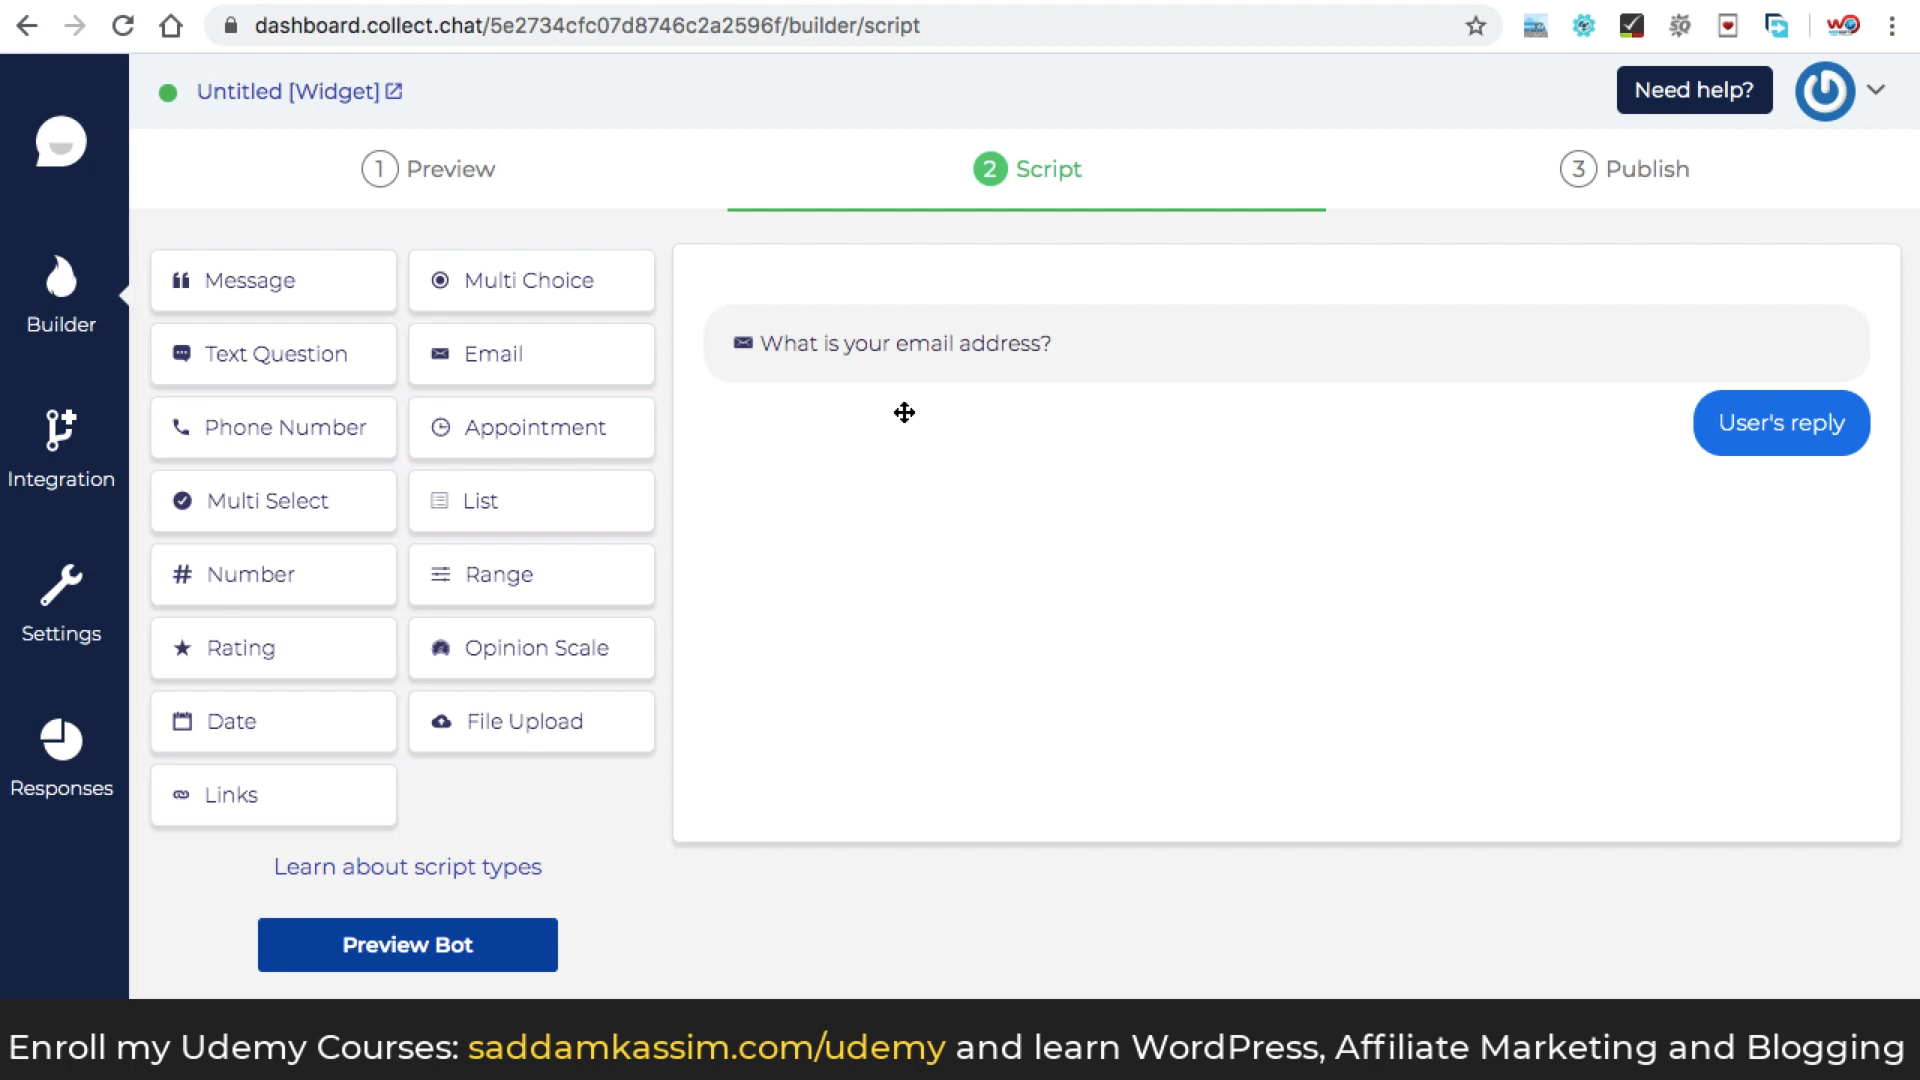 dashboard.collect.chat/5e2734cfc07d8746c2a2596f/builder/script
Untitled [Widget]
Need help?
1 Preview
2 Script
3 Publish
Builder
Integration
Settings
Responses
Message
Multi Choice
Text Question
Email
Phone Number
Appointment
Multi Select
List
# Number
Range
Rating
Opinion Scale
Date
File Upload
Links
Learn about script types
Preview Bot
What is your email address?
User's reply
Enroll my Udemy Courses: saddamkassim.com/udemy and learn WordPress, Affiliate Marketing and Blogging